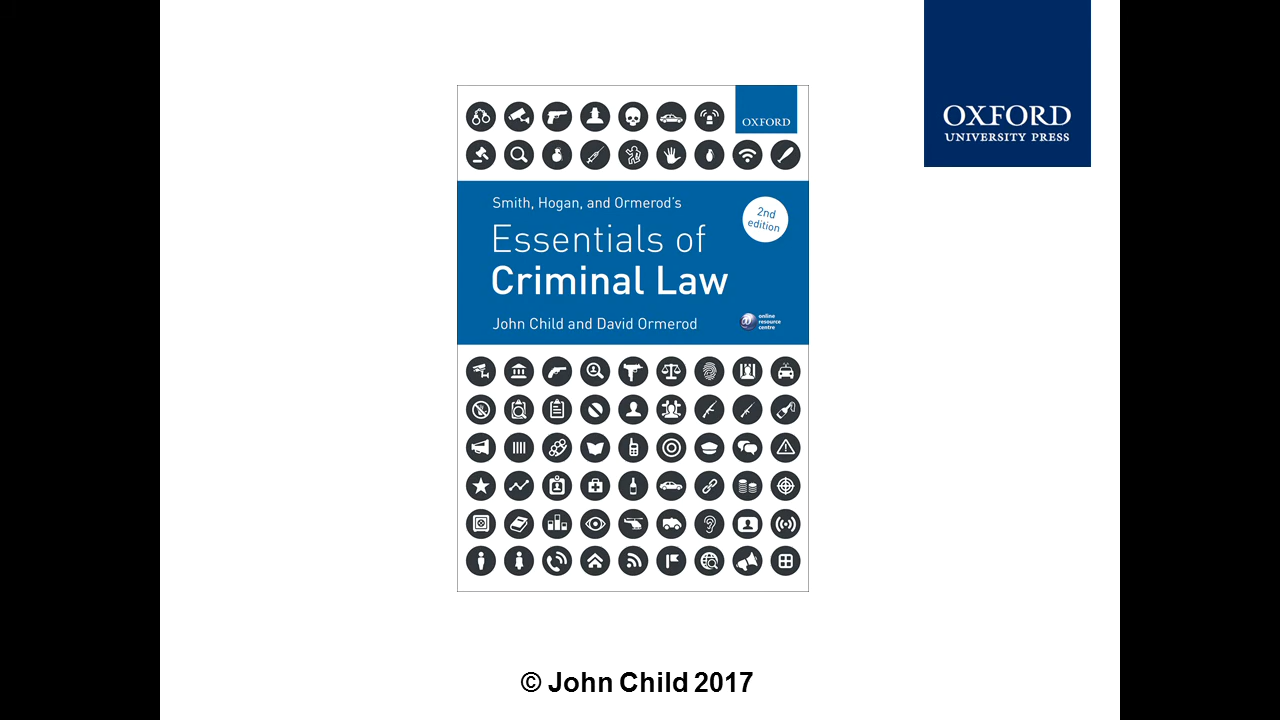 OXFORD
UNIVERSITY PRESS
OXFORD
Smith, Hogan, and Ormerod's
2nd
edition
Essentials of
Criminal Law
John Child and David Ormerod
online
resource
centre
© John Child 2017